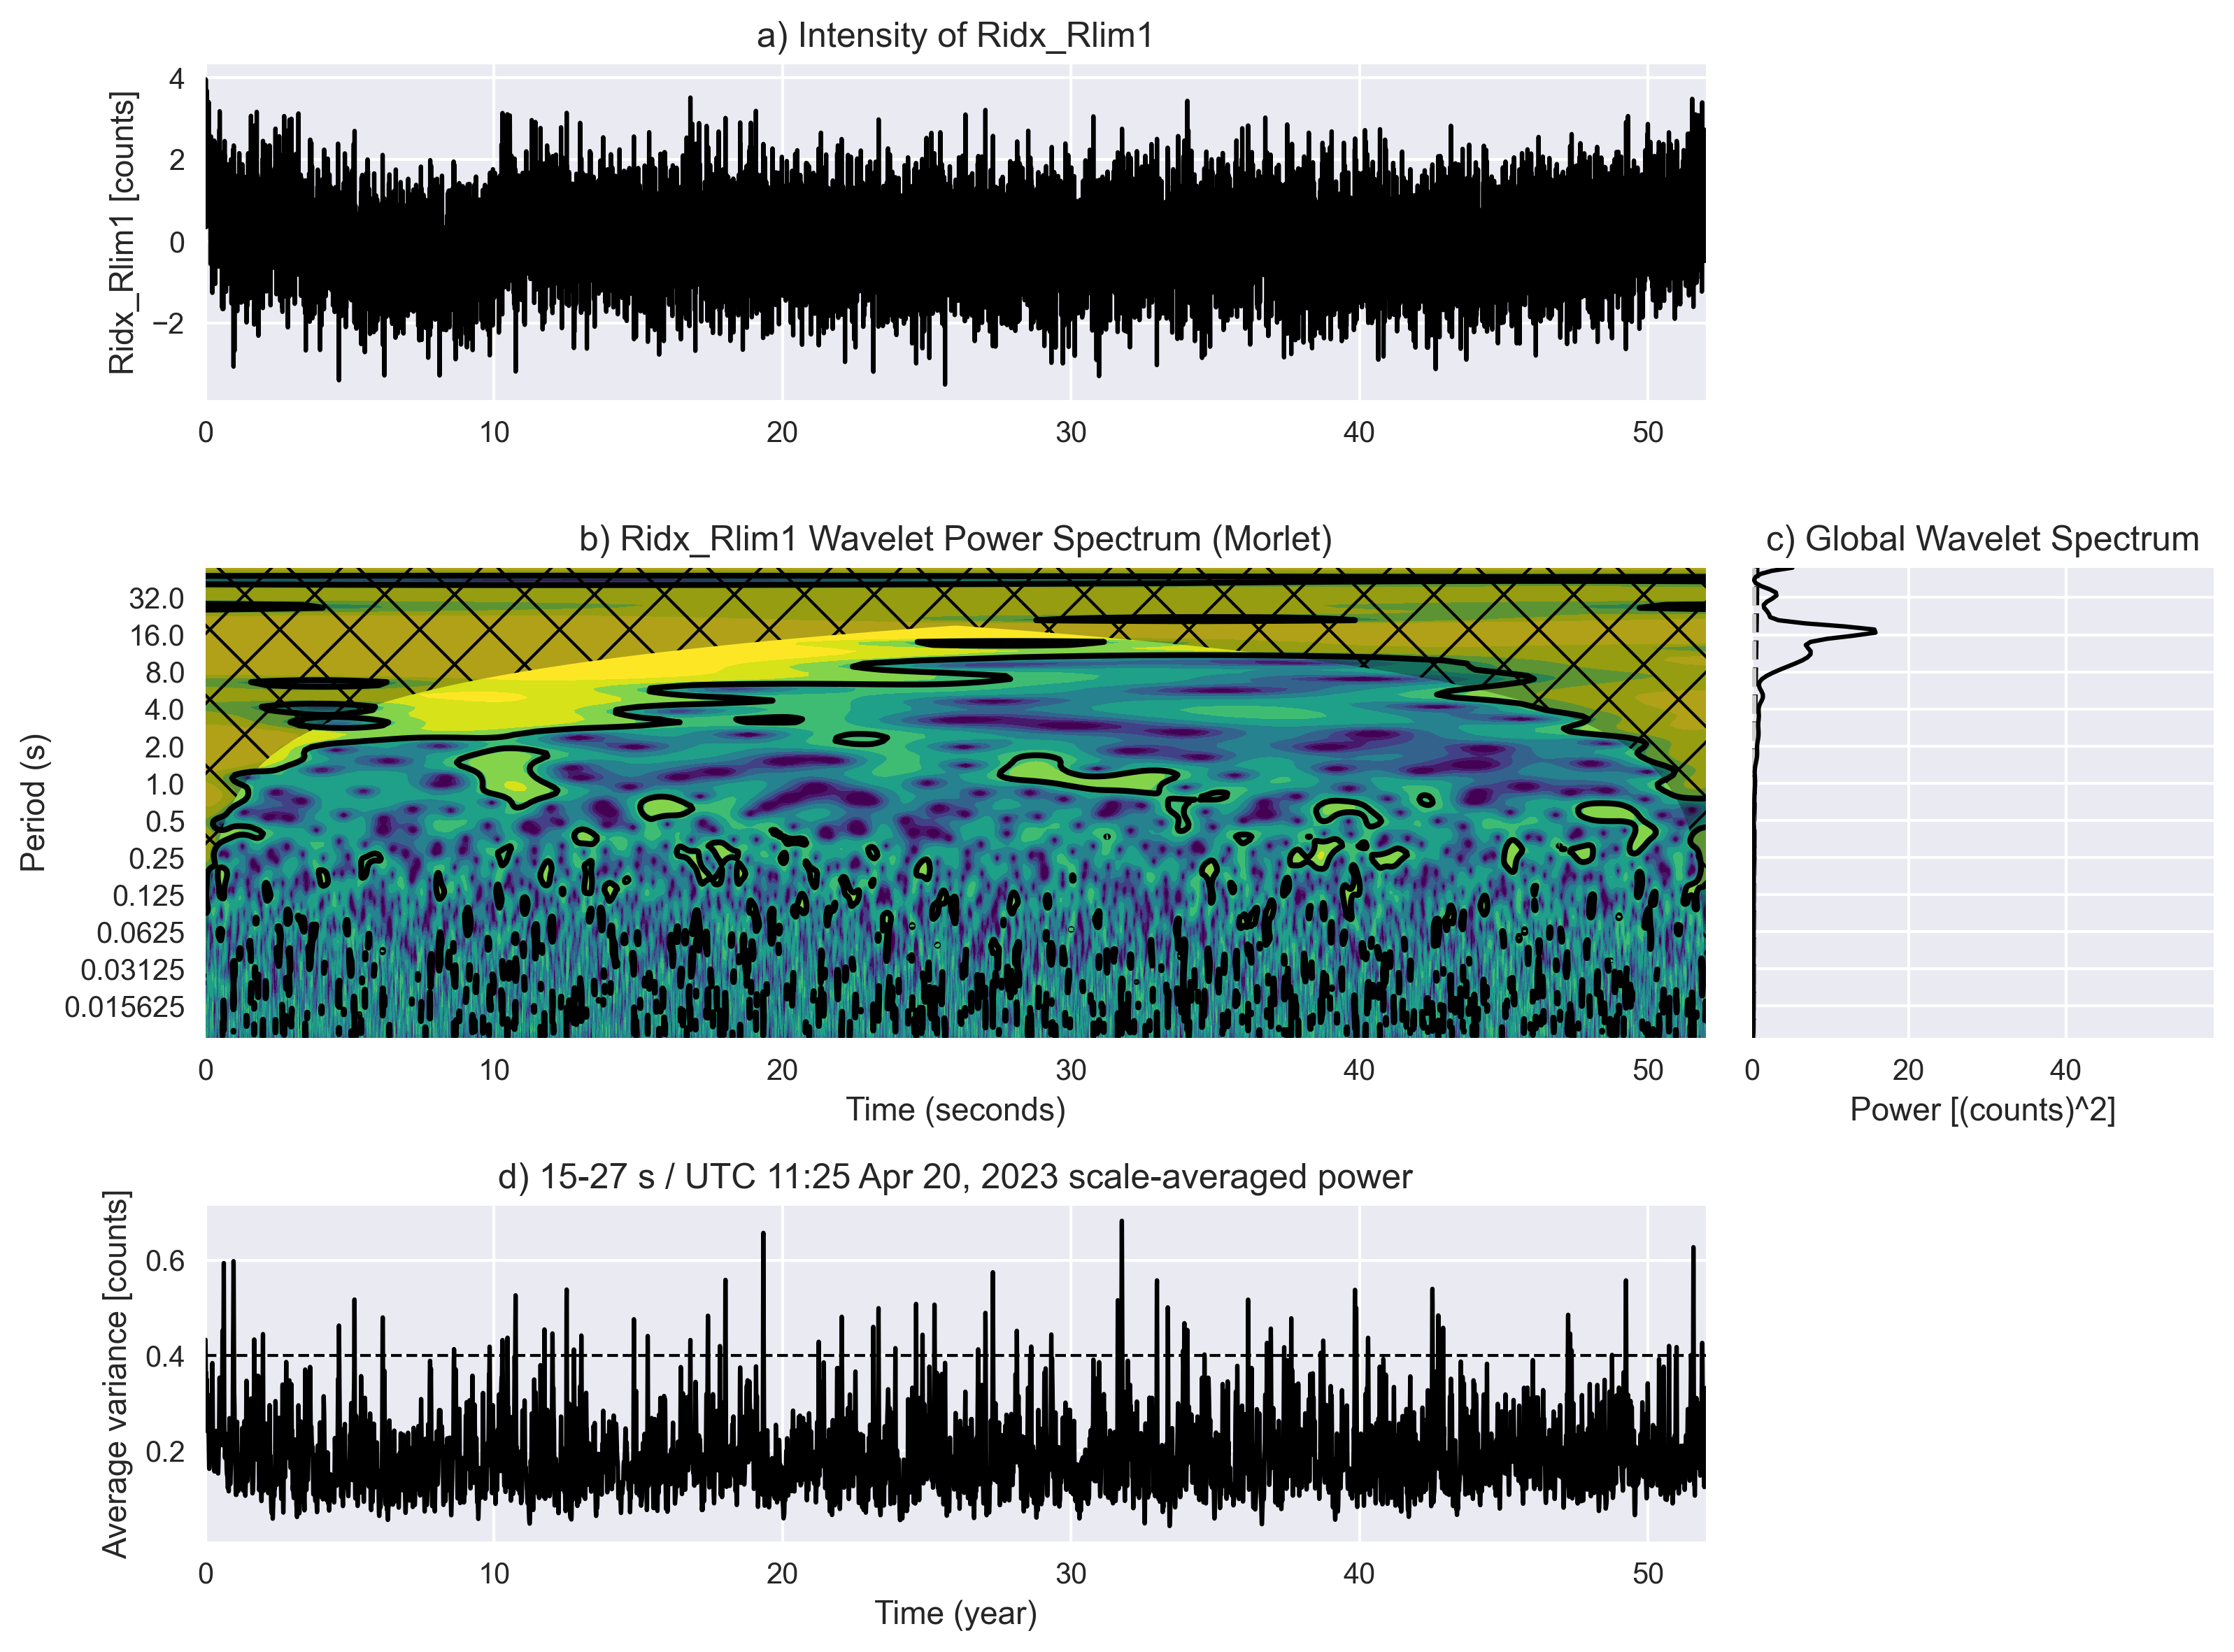 a) Intensity of Ridx_Rlim1
Ridx_Rlim1 [counts]
4
2
0
−2
0 10 20 30 40 50
b) Ridx_Rlim1 Wavelet Power Spectrum (Morlet)
Period (s)
32.0
16.0
8.0
4.0
2.0
1.0
0.5
0.25
0.125
0.0625
0.03125
0.015625
0 10 20 30 40 50
Time (seconds)
c) Global Wavelet Spectrum
0 20 40
Power [(counts)^2]
d) 15-27 s / UTC 11:25 Apr 20, 2023 scale-averaged power
Average variance [counts]
0.6
0.4
0.2
0 10 20 30 40 50
Time (year)